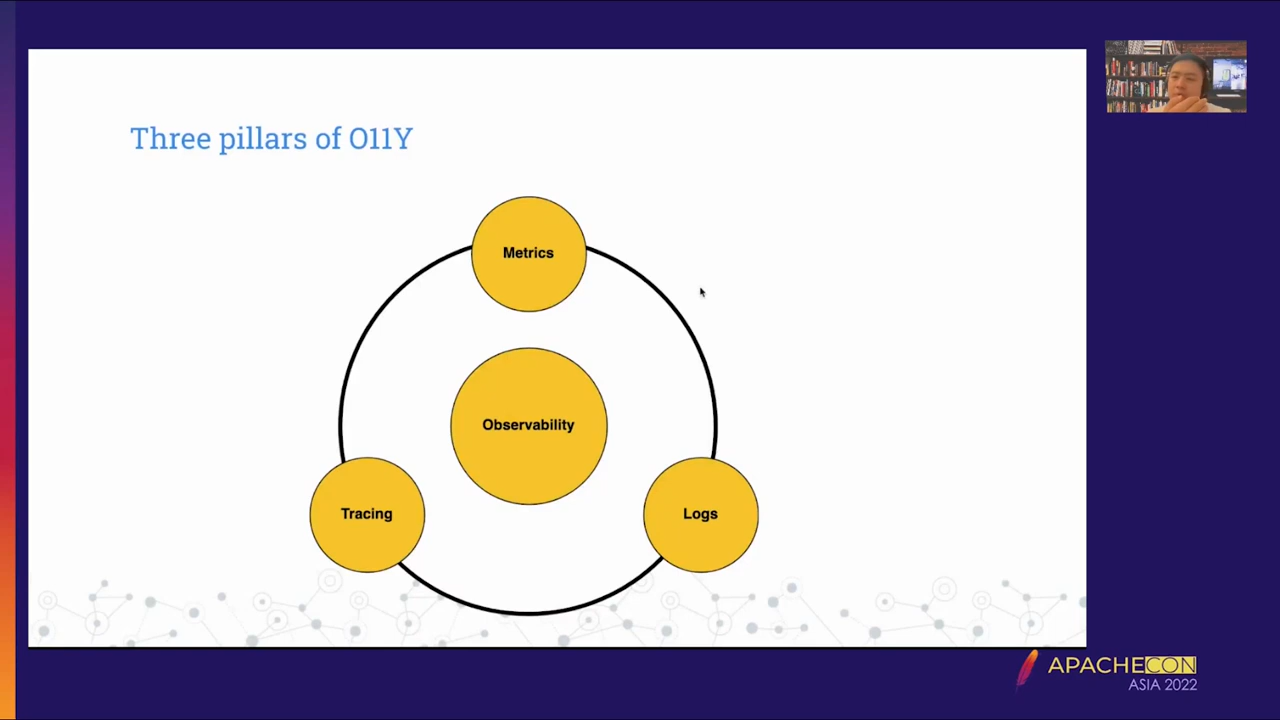 Three pillars of O11Y
Metrics
Observability
Tracing
Logs
APACHECON
ASIA 2022